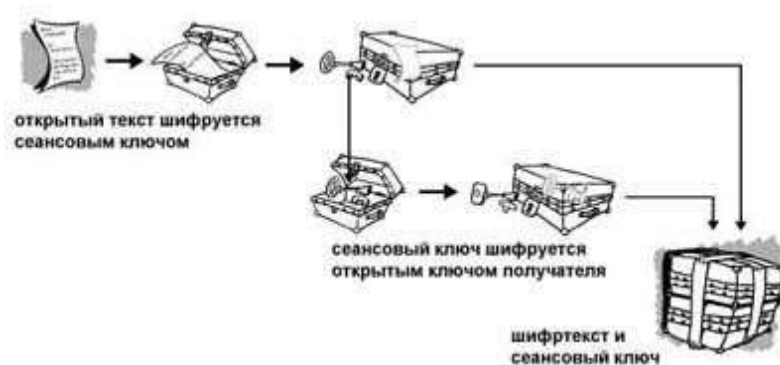 открытый текст шифруется
сеансовым ключом
сеансовый ключ шифруется
открытым ключом получателя
шифртекст и
сеансовый ключ